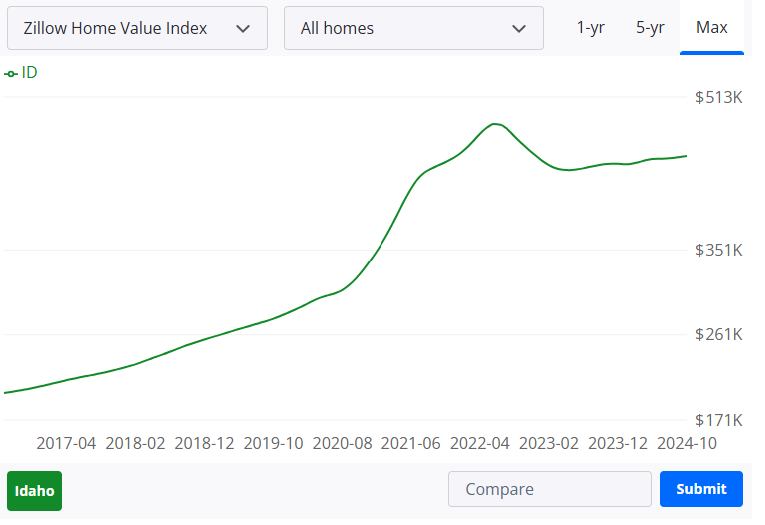 Zillow Home Value Index All homes 1-yr 5-yr Max
ID
$513K
$351K
$261K
$171K
2017-04 2018-02 2018-12 2019-10 2020-08 2021-06 2022-04 2023-02 2023-12 2024-10
Idaho Compare Submit